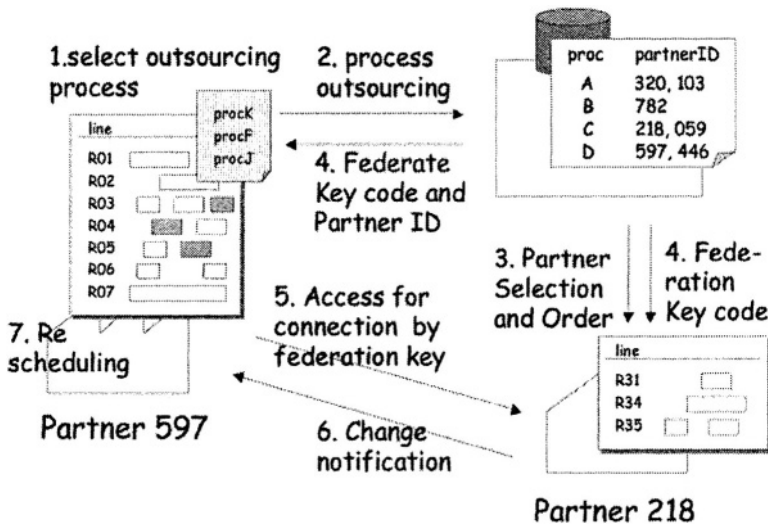 1.select outsourcing
process
2. process
outsourcing
proc partnerID
A 320, 103
B 782
C 218, 059
D 597, 446
procK
procF
procJ
line
R01
R02
R03
R04
R05
R06
R07
4. Federate
Key code and
Partner ID
3. Partner
Selection
and Order
4. Fede-
ration
Key code
5. Access for
connection by
federation key
7. Re
scheduling
line
R31
R34
R35
Partner 597
6. Change
notification
Partner 218